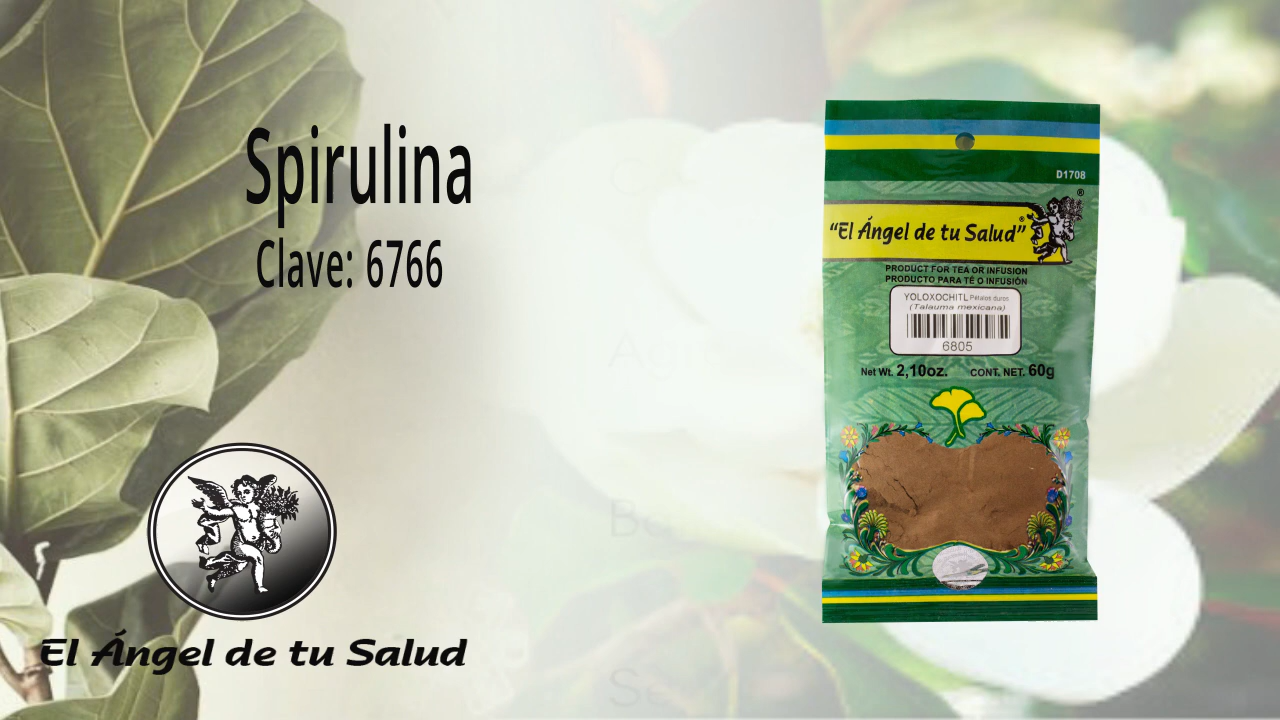 Spirulina
Clave: 6766
El Ángel de tu Salud
D1708
®
“El Ángel de tu Salud”
®
PRODUCT FOR TEA OR INFUSION
PRODUCTO PARA TÉ O INFUSIÓN
YOLOXOCHITL Pétalos duros
(Talauma mexicana)
6805
Net Wt. 2,10oz. CONT. NET. 60g